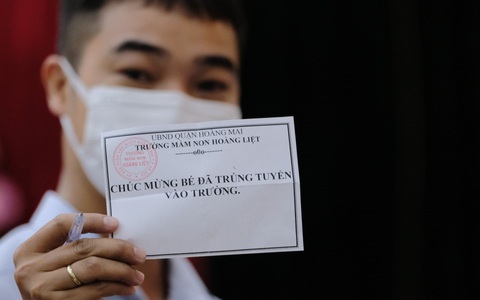 UBND QUẬN HOÀNG MAI
TRƯỜNG MẦM NON HOÀNG LIỆT
CHÚC MỪNG BÉ ĐÃ TRÚNG TUYỂN
VÀO TRƯỜNG.